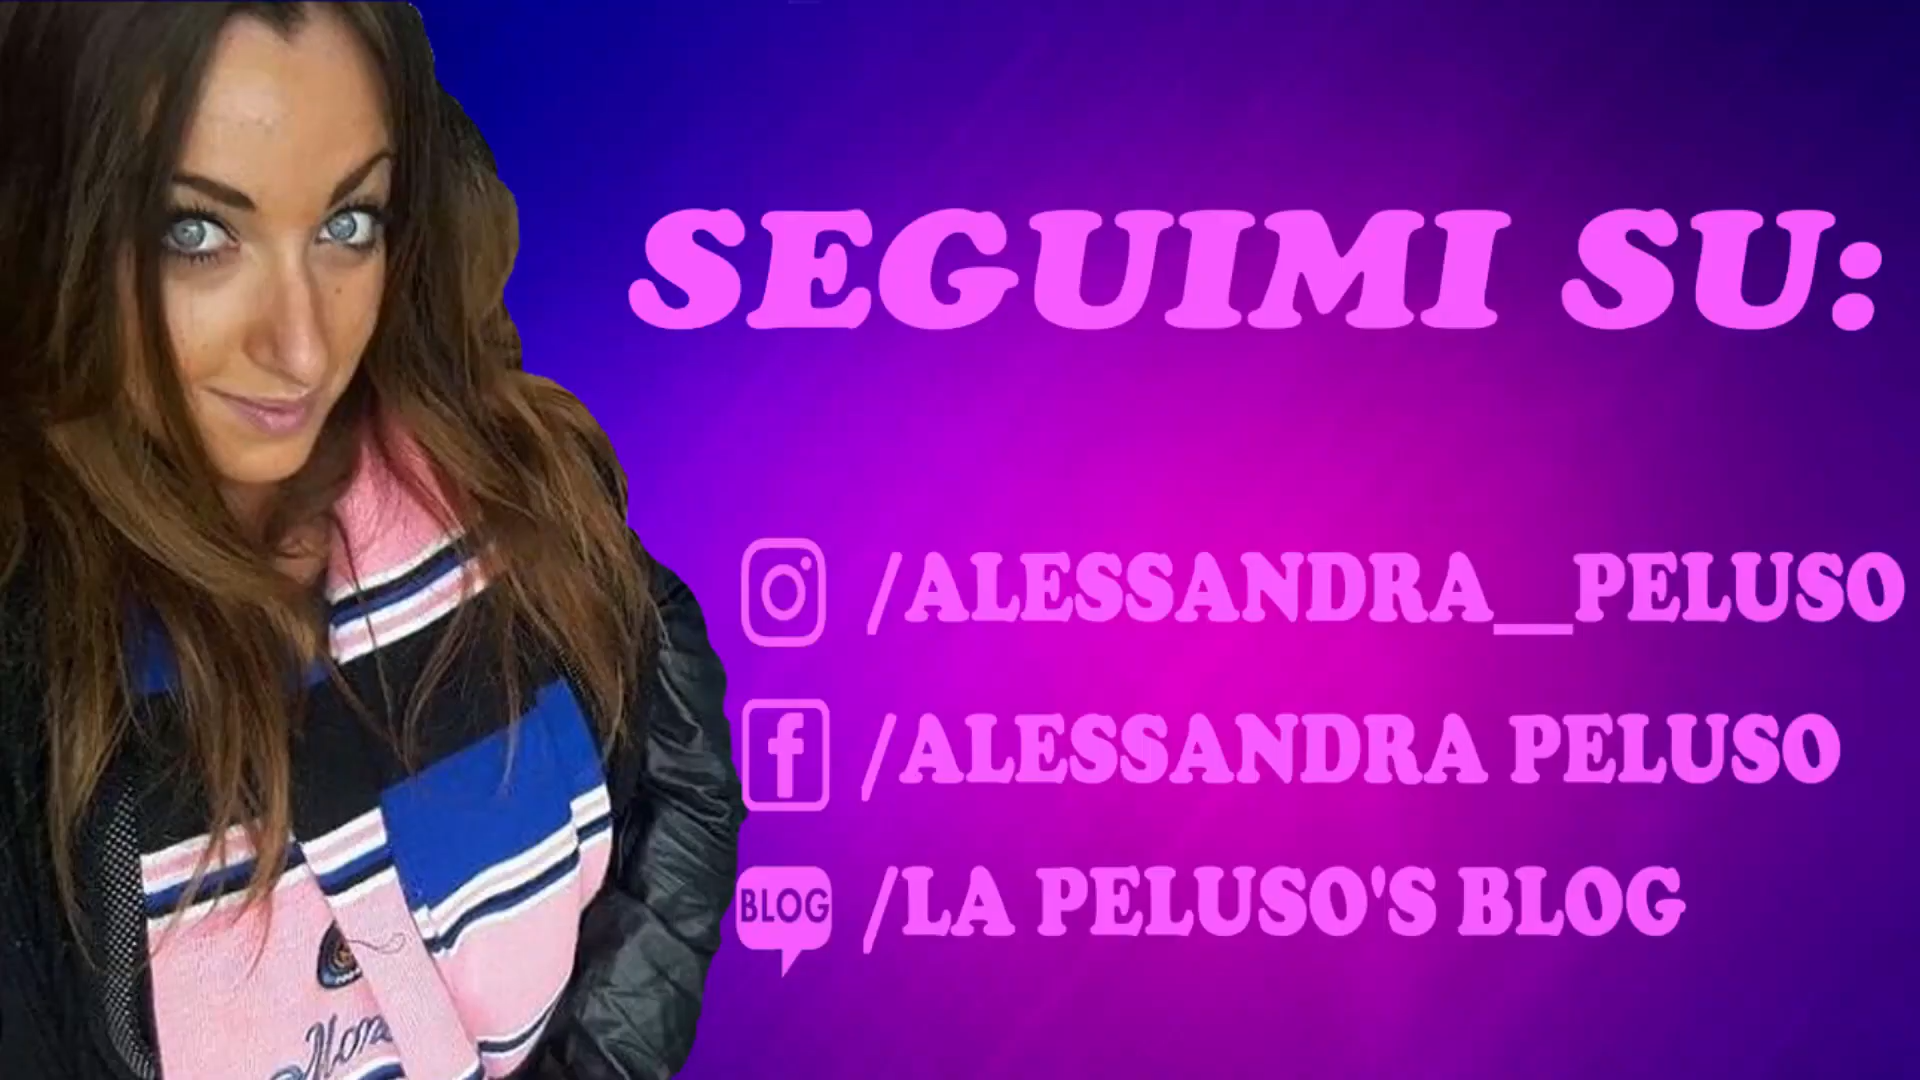 SEGUIMI SU:
/ALESSANDRA__PELUSO
/ALESSANDRA PELUSO
BLOG /LA PELUSO'S BLOG